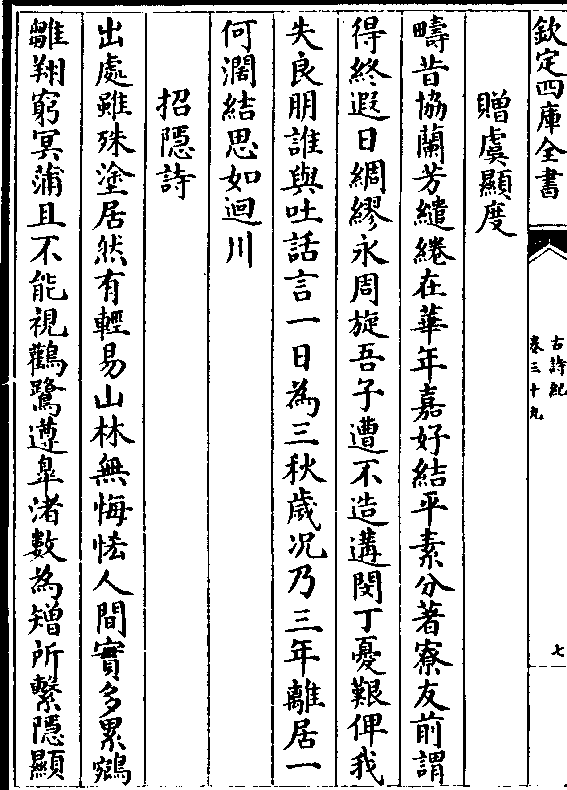 欽定四庫全書
古詩紀
卷三十九
七
贈虞顯度
疇昔協蘭芳繾綣在華年嘉好結平素分著寮友前謂
得終遐日綢繆永周旋吾子遭不造遘閔丁憂艱俾我
失良朋誰與吐話言一日為三秋歲况乃三年離居一
何濶結思如迴川
招隱詩
出處雖殊塗居然有輕易山林無悔恡人間實多累鵷
雛翔窮冥蒲且不能視鸛鷺遵臯渚數為矰所繫隱顯